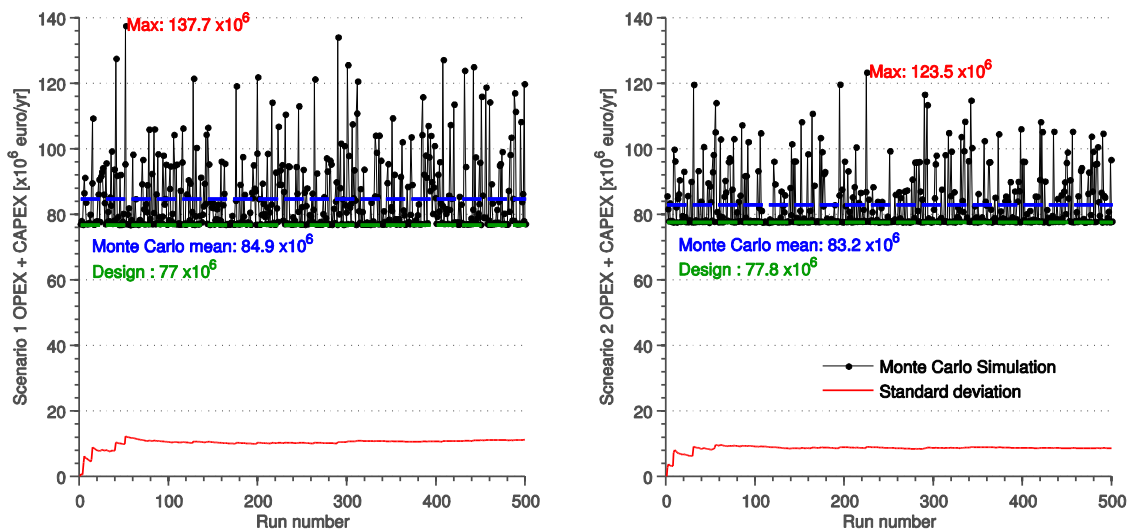 Scenario 1 OPEX + CAPEX [x10⁶ euro/yr]
140
120
100
80
60
40
20
0
Max: 137.7 x10⁶
Monte Carlo mean: 84.9 x10⁶
Design : 77 x10⁶
0 100 200 300 400 500
Run number
Scneario 2 OPEX + CAPEX [x10⁶ euro/yr]
140
120
100
80
60
40
20
0
Max: 123.5 x10⁶
Monte Carlo mean: 83.2 x10⁶
Design : 77.8 x10⁶
Monte Carlo Simulation
Standard deviation
0 100 200 300 400 500
Run number